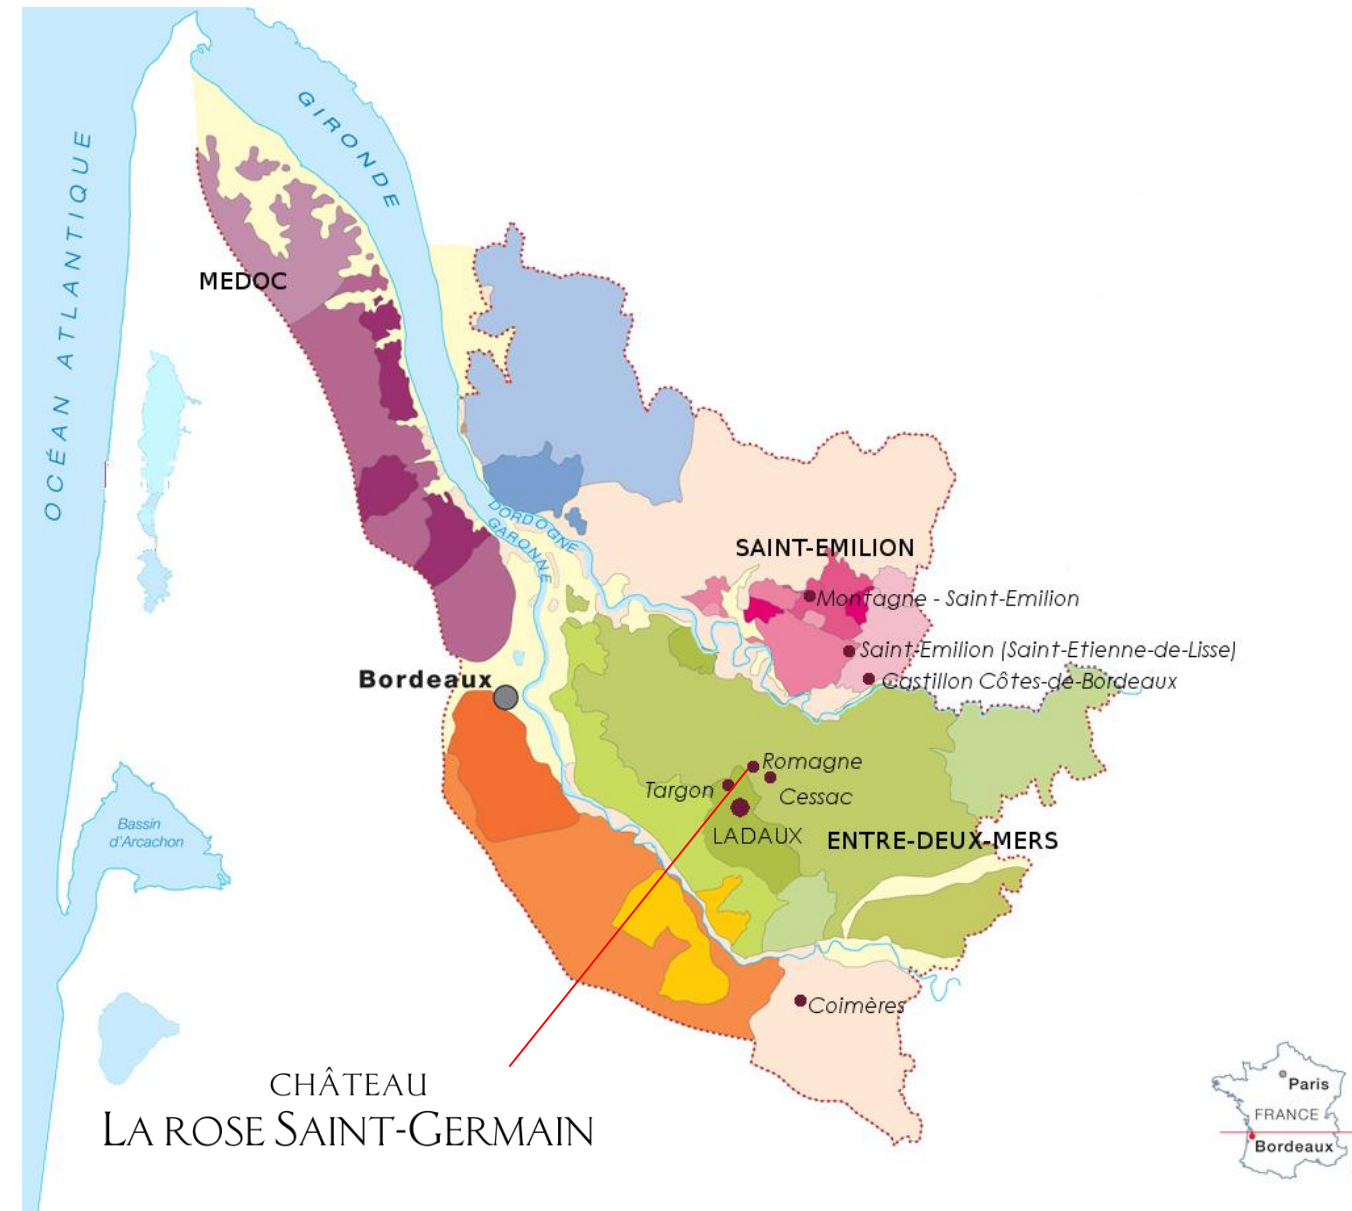 OCÉAN ATLANTIQUE
GIRONDE
MEDOC
DORDOGNE
GARONNE
SAINT-EMILION
Montagne - Saint-Emilion
Saint-Emilion (Saint-Etienne-de-Lisse)
Castillon Côtes-de-Bordeaux
Bordeaux
Romagne
Targon
Cessac
LADAUX
ENTRE-DEUX-MERS
Bassin
d'Arcachon
Coimères
CHÂTEAU
LA ROSE SAINT-GERMAIN
Paris
FRANCE
Bordeaux